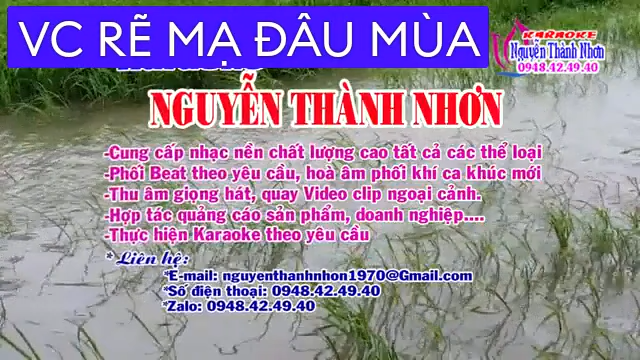 VC RẼ MẠ ĐÂU MÙA
KARAOKE
Nguyễn Thành Nhơn
0948.42.49.40
NGUYỄN THÀNH NHƠN
-Cung cấp nhạc nền chất lượng cao tất cả các thể loại
-Phối Beat theo yêu cầu, hoà âm phối khí ca khúc mới
-Thu âm giọng hát, quay Video clip ngoại cảnh.
-Hợp tác quảng cáo sản phẩm, doanh nghiệp....
-Thực hiện Karaoke theo yêu cầu
*Liên hệ:
*E-mail: nguyenthanhnhon1970@Gmail.com
*Số điện thoại: 0948.42.49.40
*Zalo: 0948.42.49.40